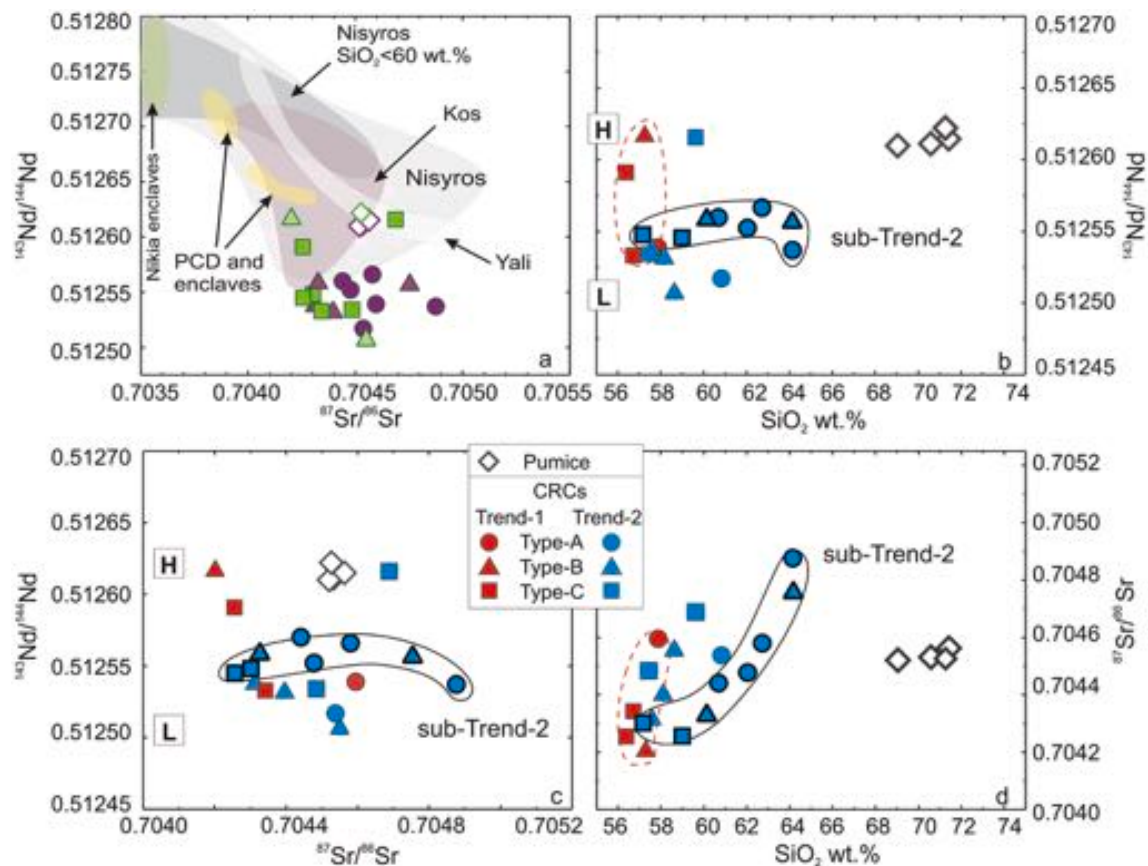 0.51280
0.51275
0.51270
0.51265
0.51260
0.51255
0.51250
Nisyros
SiO₂<60 wt.%
Kos
Nisyros
Yali
Nikia enclaves
PCD and
enclaves
a
0.7035 0.7040 0.7045 0.7050 0.7055
⁸⁷Sr/⁸⁶Sr
H
L
sub-Trend-2
b
0.51270
0.51265
0.51260
0.51255
0.51250
0.51245
56 58 60 62 64 66 68 70 72 74
SiO₂ wt.%
0.51270
0.51265
0.51260
0.51255
0.51250
0.51245
H
L
sub-Trend-2
c
0.7040 0.7044 0.7048 0.7052
⁸⁷Sr/⁸⁶Sr
Pumice
CRCs
Trend-1 Trend-2
Type-A
Type-B
Type-C
sub-Trend-2
d
0.7052
0.7050
0.7048
0.7046
0.7044
0.7042
0.7040
⁸⁷Sr/⁸⁶Sr
56 58 60 62 64 66 68 70 72 74
SiO₂ wt.%